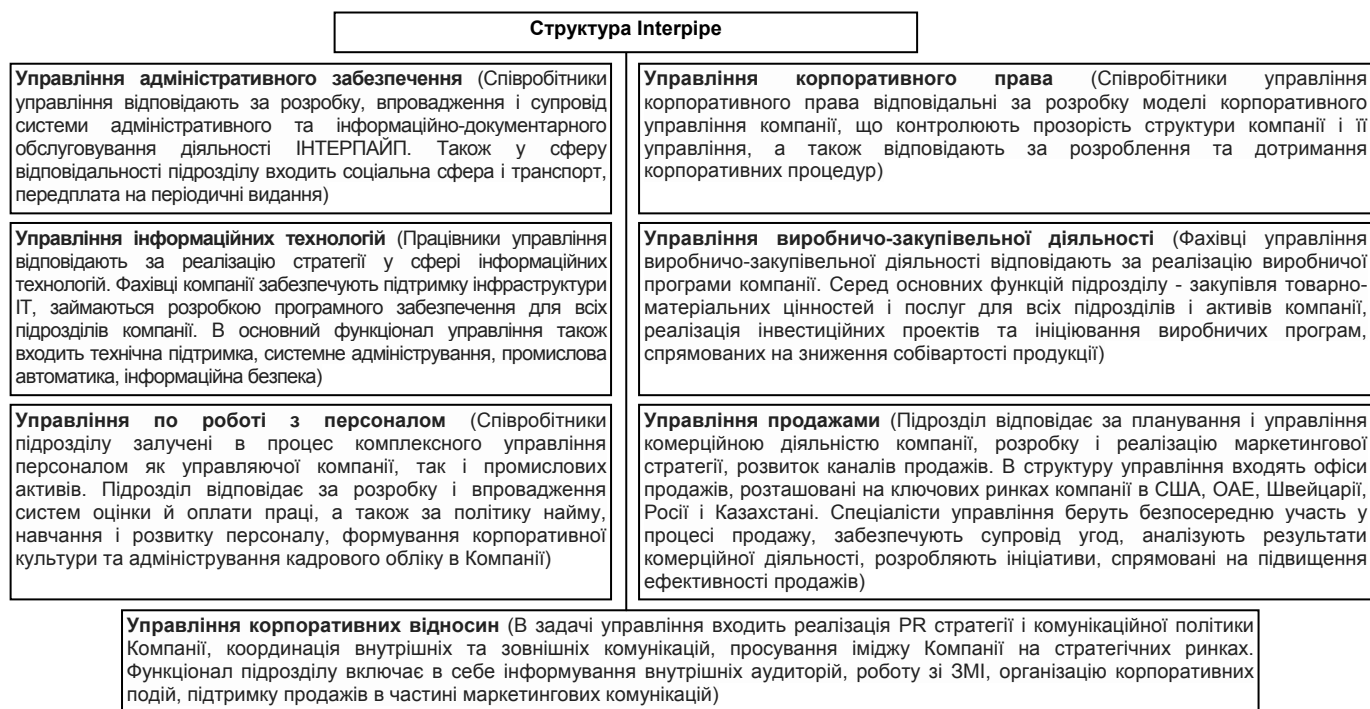 Структура Interpipe
Управління адміністративного забезпечення (Співробітники
управління відповідають за розробку, впровадження і супровід
системи адміністративного та інформаційно-документарного
обслуговування діяльності ІНТЕРПАЙП. Також у сферу
відповідальності підрозділу входить соціальна сфера і транспорт,
передплата на періодичні видання)
Управління корпоративного права (Співробітники управління
корпоративного права відповідальні за розробку моделі корпоративного
управління компанії, що контролюють прозорість структури компанії і її
управління, а також відповідають за розроблення та дотримання
корпоративних процедур)
Управління інформаційних технологій (Працівники управління
відповідають за реалізацію стратегії у сфері інформаційних
технологій. Фахівці компанії забезпечують підтримку інфраструктури
IT, займаються розробкою програмного забезпечення для всіх
підрозділів компанії. В основний функціонал управління також
входить технічна підтримка, системне адміністрування, промислова
автоматика, інформаційна безпека)
Управління виробничо-закупівельної діяльності (Фахівці управління
виробничо-закупівельної діяльності відповідають за реалізацію виробничої
програми компанії. Серед основних функцій підрозділу - закупівля товарно-
матеріальних цінностей і послуг для всіх підрозділів і активів компанії,
реалізація інвестиційних проектів та ініціювання виробничих програм,
спрямованих на зниження собівартості продукції)
Управління по роботі з персоналом (Співробітники
підрозділу залучені в процес комплексного управління
персоналом як управляючої компанії, так і промислових
активів. Підрозділ відповідає за розробку і впровадження
систем оцінки й оплати праці, а також за політику найму,
навчання і розвитку персоналу, формування корпоративної
культури та адміністрування кадрового обліку в Компанії)
Управління продажами (Підрозділ відповідає за планування і управління
комерційною діяльністю компанії, розробку і реалізацію маркетингової
стратегії, розвиток каналів продажів. В структуру управління входять офіси
продажів, розташовані на ключових ринках компанії в США, ОАЕ, Швейцарії,
Росії і Казахстані. Спеціалісти управління беруть безпосередню участь у
процесі продажу, забезпечують супровід угод, аналізують результати
комерційної діяльності, розробляють ініціативи, спрямовані на підвищення
ефективності продажів)
Управління корпоративних відносин (В задачі управління входить реалізація PR стратегії і комунікаційної політики
Компанії, координація внутрішніх та зовнішніх комунікацій, просування іміджу Компанії на стратегічних ринках.
Функціонал підрозділу включає в себе інформування внутрішніх аудиторій, роботу зі ЗМІ, організацію корпоративних
подій, підтримку продажів в частині маркетингових комунікацій)